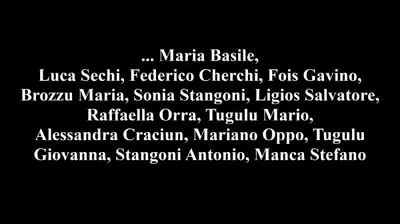 ... Maria Basile,
Luca Sechi, Federico Cherchi, Fois Gavino,
Brozzu Maria, Sonia Stangoni, Ligios Salvatore,
Raffaella Orra, Tugulu Mario,
Alessandra Craciun, Mariano Oppo, Tugulu
Giovanna, Stangoni Antonio, Manca Stefano